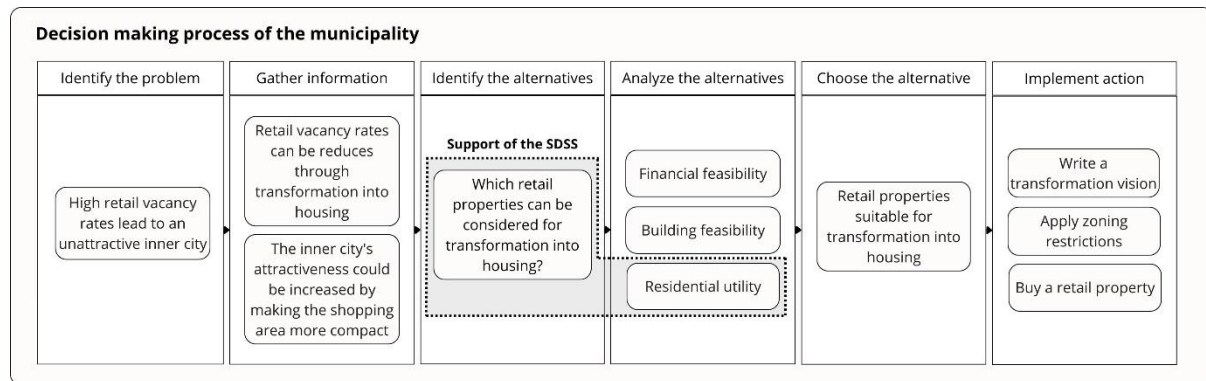 Decision making process of the municipality
Identify the problem
Gather information
Identify the alternatives
Analyze the alternatives
Choose the alternative
Implement action
High retail vacancy
rates lead to an
unattractive inner city
Retail vacancy rates
can be reduces
through
transformation into
housing
The inner city's
attractiveness could
be increased by
making the shopping
area more compact
Support of the SDSS
Which retail
properties can be
considered for
transformation into
housing?
Financial feasibility
Building feasibility
Residential utility
Retail properties
suitable for
transformation into
housing
Write a
transformation vision
Apply zoning
restrictions
Buy a retail property